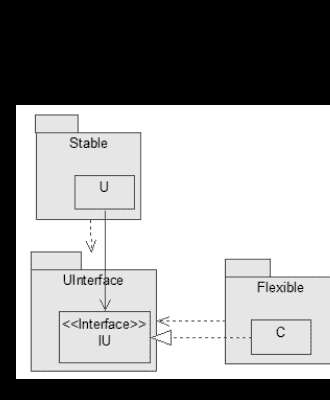 Stable
U
UInterface
<<Interface>>
IU
Flexible
C